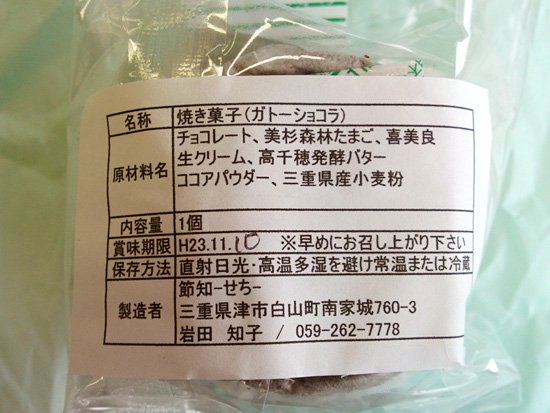 名称 焼き菓子(ガトーショコラ)
原材料名 チョコレート、美杉森林たまご、喜美良
生クリーム、高千穂発酵バター
ココアパウダー、三重県産小麦粉
内容量 1個
賞味期限 H23.11.10 ※早めにお召し上がり下さい
保存方法 直射日光・高温多湿を避け常温または冷蔵
製造者 節知-せち-
三重県津市白山町南家城760-3
岩田 知子 / 059-262-7778